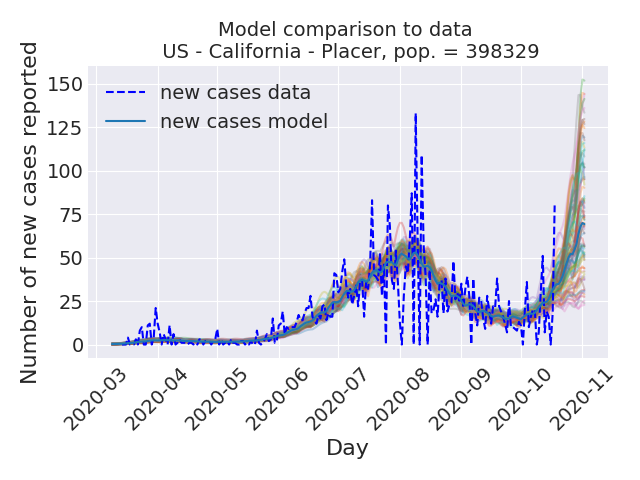 Model comparison to data
US - California - Placer, pop. = 398329
Number of new cases reported
150
125
100
75
50
25
0
new cases data
new cases model
2020-03
2020-04
2020-05
2020-06
2020-07
2020-08
2020-09
2020-10
2020-11
Day